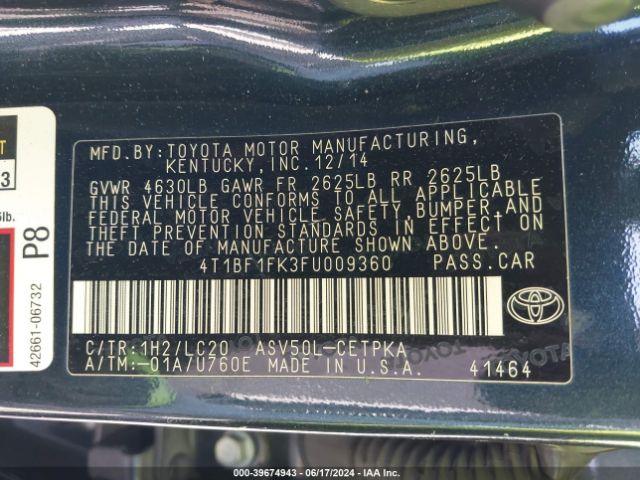 MFD.BY:TOYOTA MOTOR MANUFACTURING,
KENTUCKY,INC.12/14
GVWR 4630LB GAWR FR 2625LB RR 2625LB
THIS VEHICLE CONFORMS TO ALL APPLICABLE
FEDERAL MOTOR VEHICLE SAFETY,BUMPER,AND
THEFT PREVENTION STANDARDS IN EFFECT ON
THE DATE OF MANUFACTURE SHOWN ABOVE.
4T1BF1FK3FU009360 PASS.CAR
C/TR:1H2/LC20 ASV50L-CETPKA
A/TM:-01A/U760E MADE IN U.S.A. 41464
TOYOTA
3
lb.
P8
42661-06732
000-39674943 - 06/17/2024 - IAA Inc.